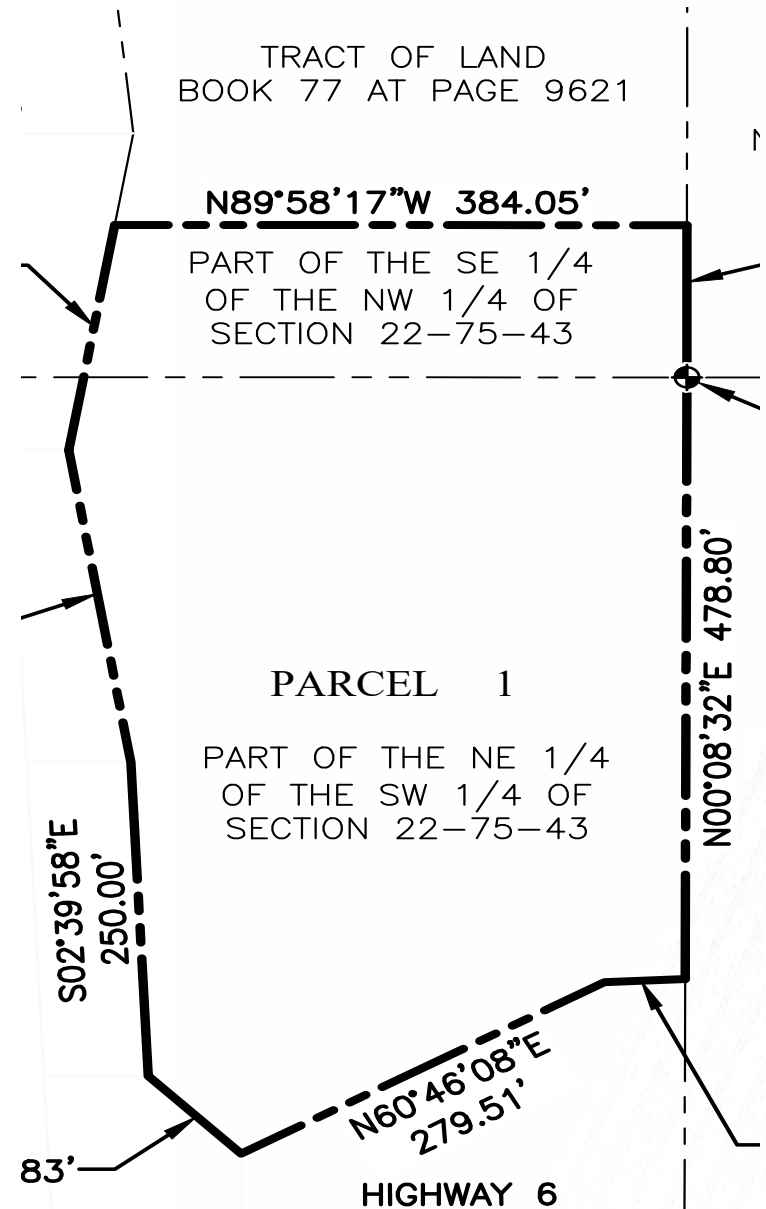 TRACT OF LAND
BOOK 77 AT PAGE 9621
N
N89°58'17"W 384.05'
PART OF THE SE 1/4
OF THE NW 1/4 OF
SECTION 22-75-43
N00°08'32"E 478.80'
PARCEL 1
PART OF THE NE 1/4
OF THE SW 1/4 OF
SECTION 22-75-43
S02°39'58"E
250.00'
N60°46'08"E
279.51'
83'
HIGHWAY 6